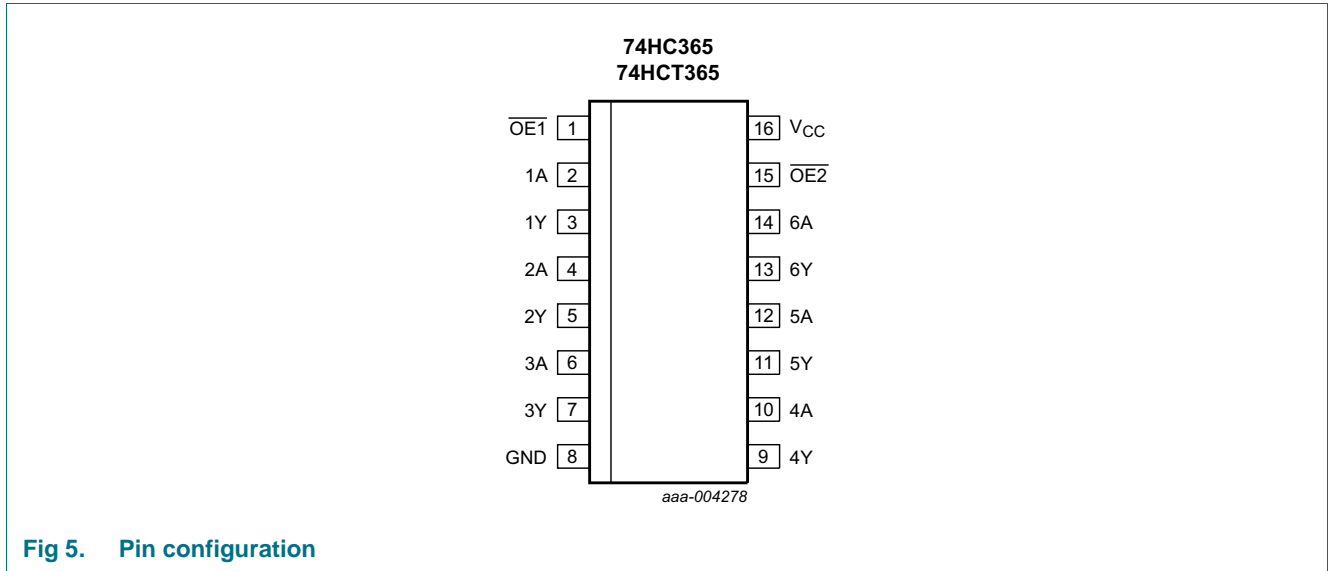 74HC365
74HCT365
O̅E̅1̅ 1 16 VCC
1A 2 15 O̅E̅2̅
1Y 3 14 6A
2A 4 13 6Y
2Y 5 12 5A
3A 6 11 5Y
3Y 7 10 4A
GND 8 9 4Y
aaa-004278
Fig 5. Pin configuration